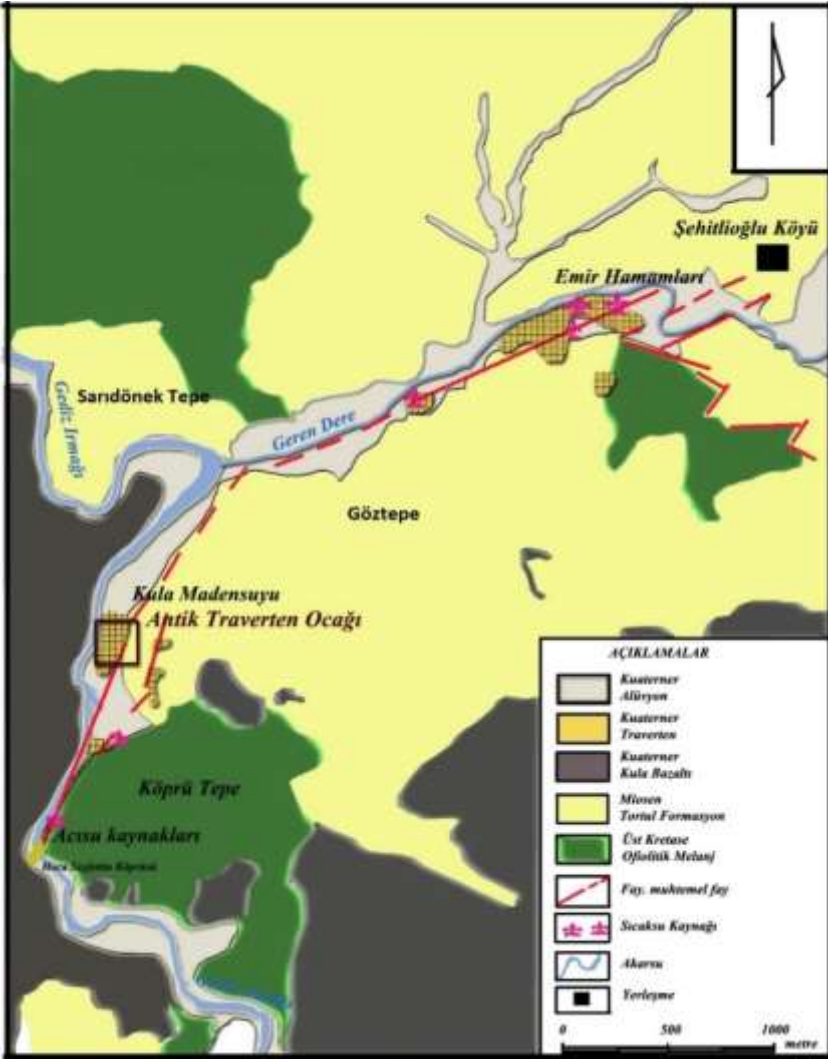 Şehitlioğlu Köyü
Emir Hamamları
Sarıdönek Tepe
Gediz Irmağı
Geren Dere
Göztepe
Kula Madensuyu
Antik Traverten Ocağı
Köprü Tepe
Acısu kaynakları
AÇIKLAMALAR
Kuaterner
Alüvyon
Kuaterner
Traverten
Kuaterner
Kula Bazaltı
Miosen
Tortul Formasyon
Üst Kretase
Ofiolitik Melanj
Fay, muhtemel fay
Sıcaksu Kaynağı
Akarsu
Yerleşme
0 500 1000
metre